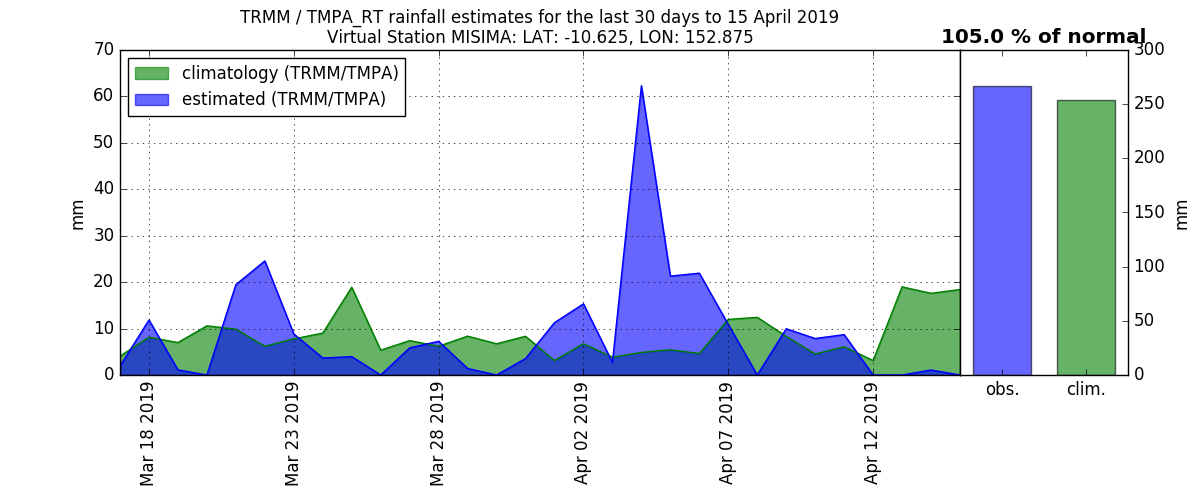 TRMM / TMPA_RT rainfall estimates for the last 30 days to 15 April 2019
Virtual Station MISIMA: LAT: -10.625, LON: 152.875
105.0 % of normal
climatology (TRMM/TMPA)
estimated (TRMM/TMPA)
70
60
50
40
30
20
10
0
mm
Mar 18 2019
Mar 23 2019
Mar 28 2019
Apr 02 2019
Apr 07 2019
Apr 12 2019
300
250
200
150
100
50
0
mm
obs.
clim.